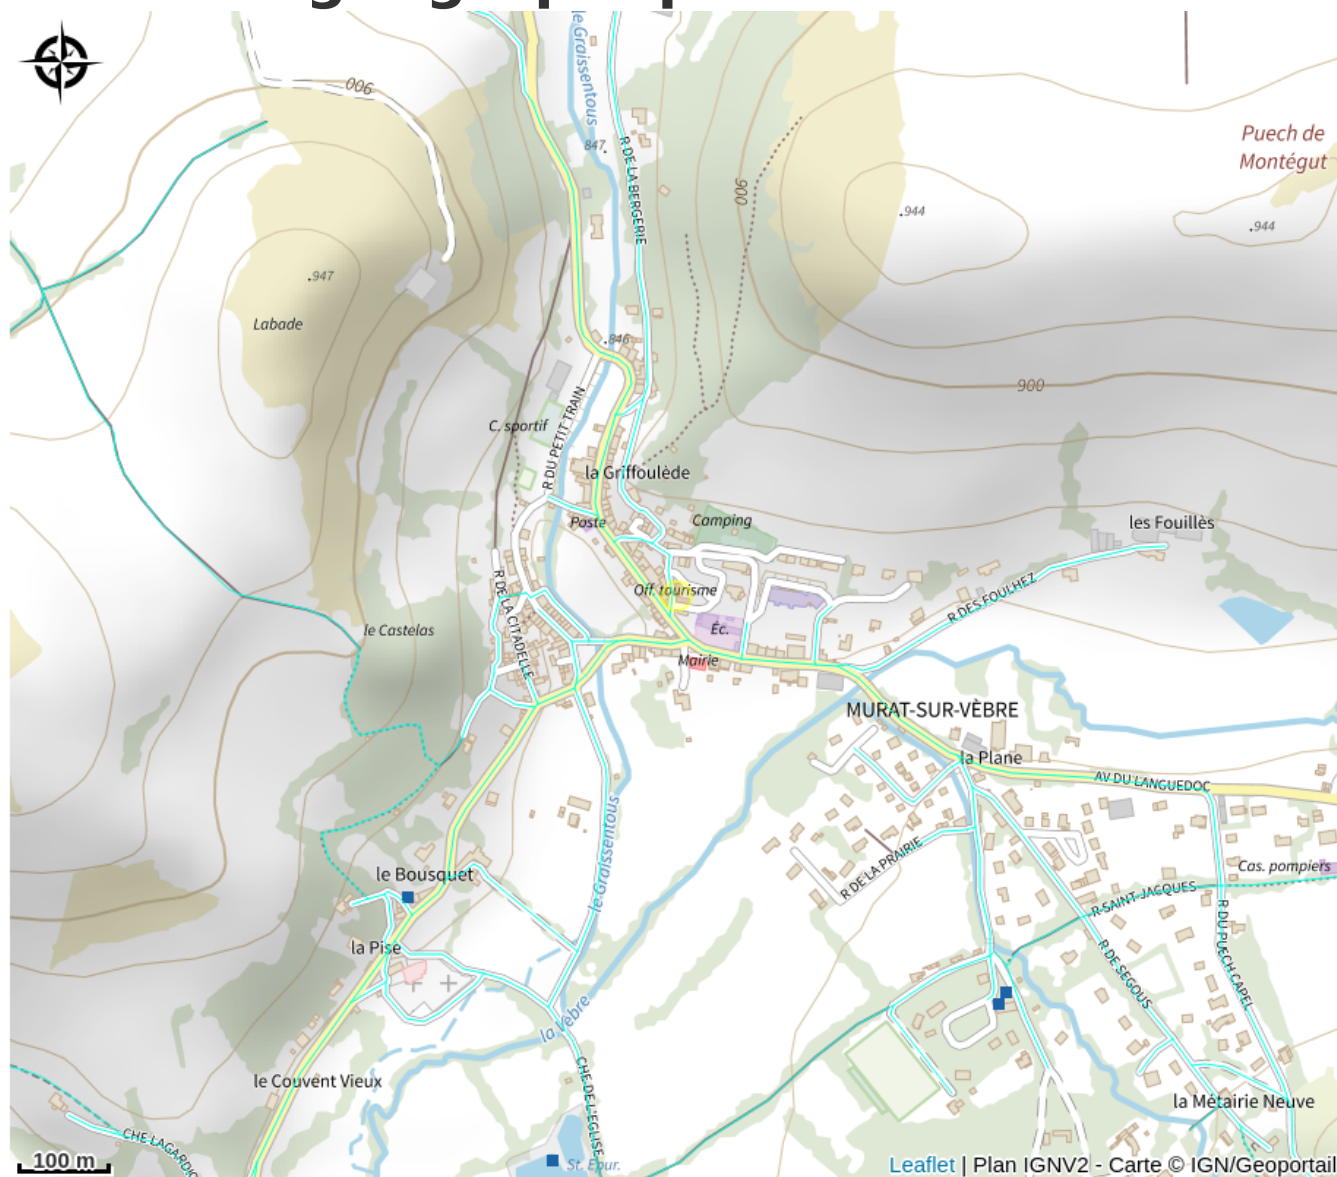 le Graissentous
900
847
R DE LA BERGERIE
900
Puech de
Montégut
944
944
947
Labade
846
900
C. sportif
R DU PETIT TRAIN
la Griffoulède
Poste
Camping
les Fouillès
Off. tourisme
R DES FOULHEZ
R DE LA CITADELLE
le Castelas
Éc.
Mairie
MURAT-SUR-VÈBRE
la Plane
AV DU LANGUEDOC
le Graissentous
R DE LA PRAIRIE
Cas. pompiers
le Bousquet
R SAINT-JACQUES
R DU PUECH CAPEL
la Pise
R DE SEGOUS
la Vèbre
le Couvent Vieux
CHE DE L'EGLISE
la Métairie Neuve
CHE LAGARDIC
100 m
St. Epur.
Leaflet | Plan IGNV2 - Carte © IGN/Geoportail